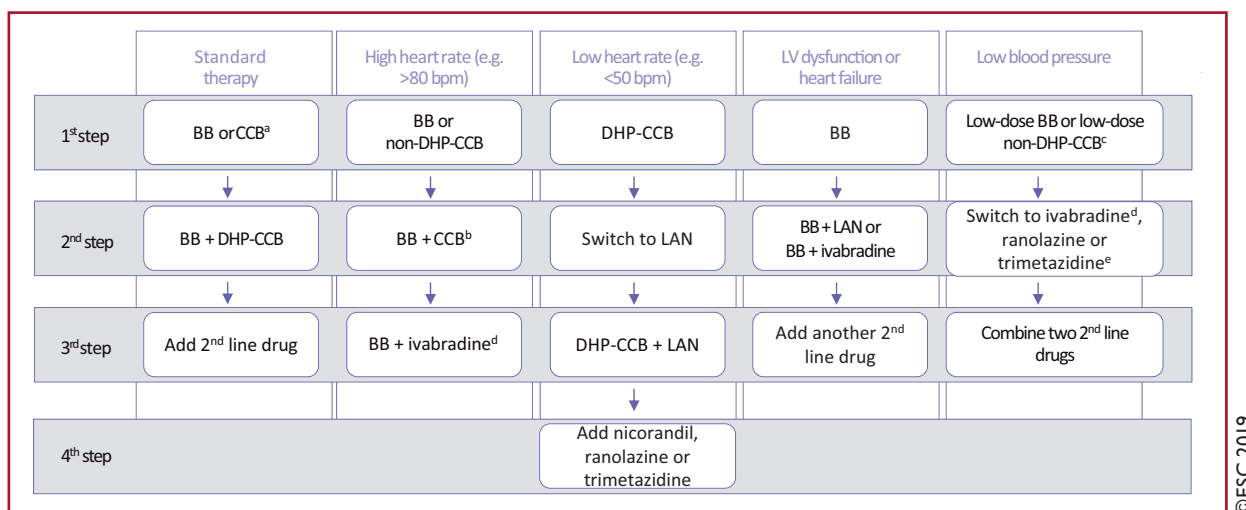 Standard
therapy
High heart rate (e.g.
>80 bpm)
Low heart rate (e.g.
<50 bpm)
LV dysfunction or
heart failure
Low blood pressure
1st step
BB orCCBa
BB or
non-DHP-CCB
DHP-CCB
BB
Low-dose BB or low-dose
non-DHP-CCBc
2nd step
BB + DHP-CCB
BB + CCBb
Switch to LAN
BB + LAN or
BB + ivabradine
Switch to ivabradined,
ranolazine or
trimetazidinee
3rd step
Add 2nd line drug
BB + ivabradined
DHP-CCB + LAN
Add another 2nd
line drug
Combine two 2nd line
drugs
4th step
Add nicorandil,
ranolazine or
trimetazidine
©ESC 2019